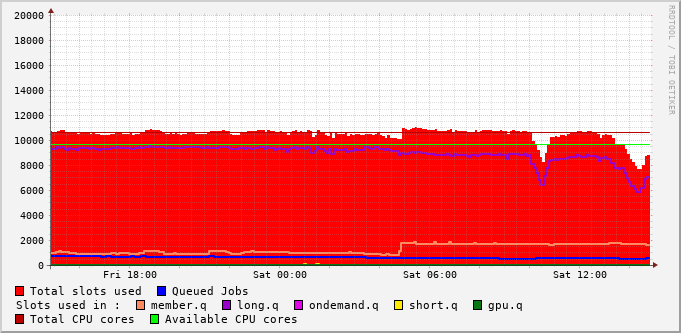 20000
18000
16000
14000
12000
10000
8000
6000
4000
2000
0
Fri 18:00 Sat 00:00 Sat 06:00 Sat 12:00
RRDTOOL / TOBI OETIKER
Total slots used Queued Jobs
Slots used in : member.q long.q ondemand.q short.q gpu.q
Total CPU cores Available CPU cores